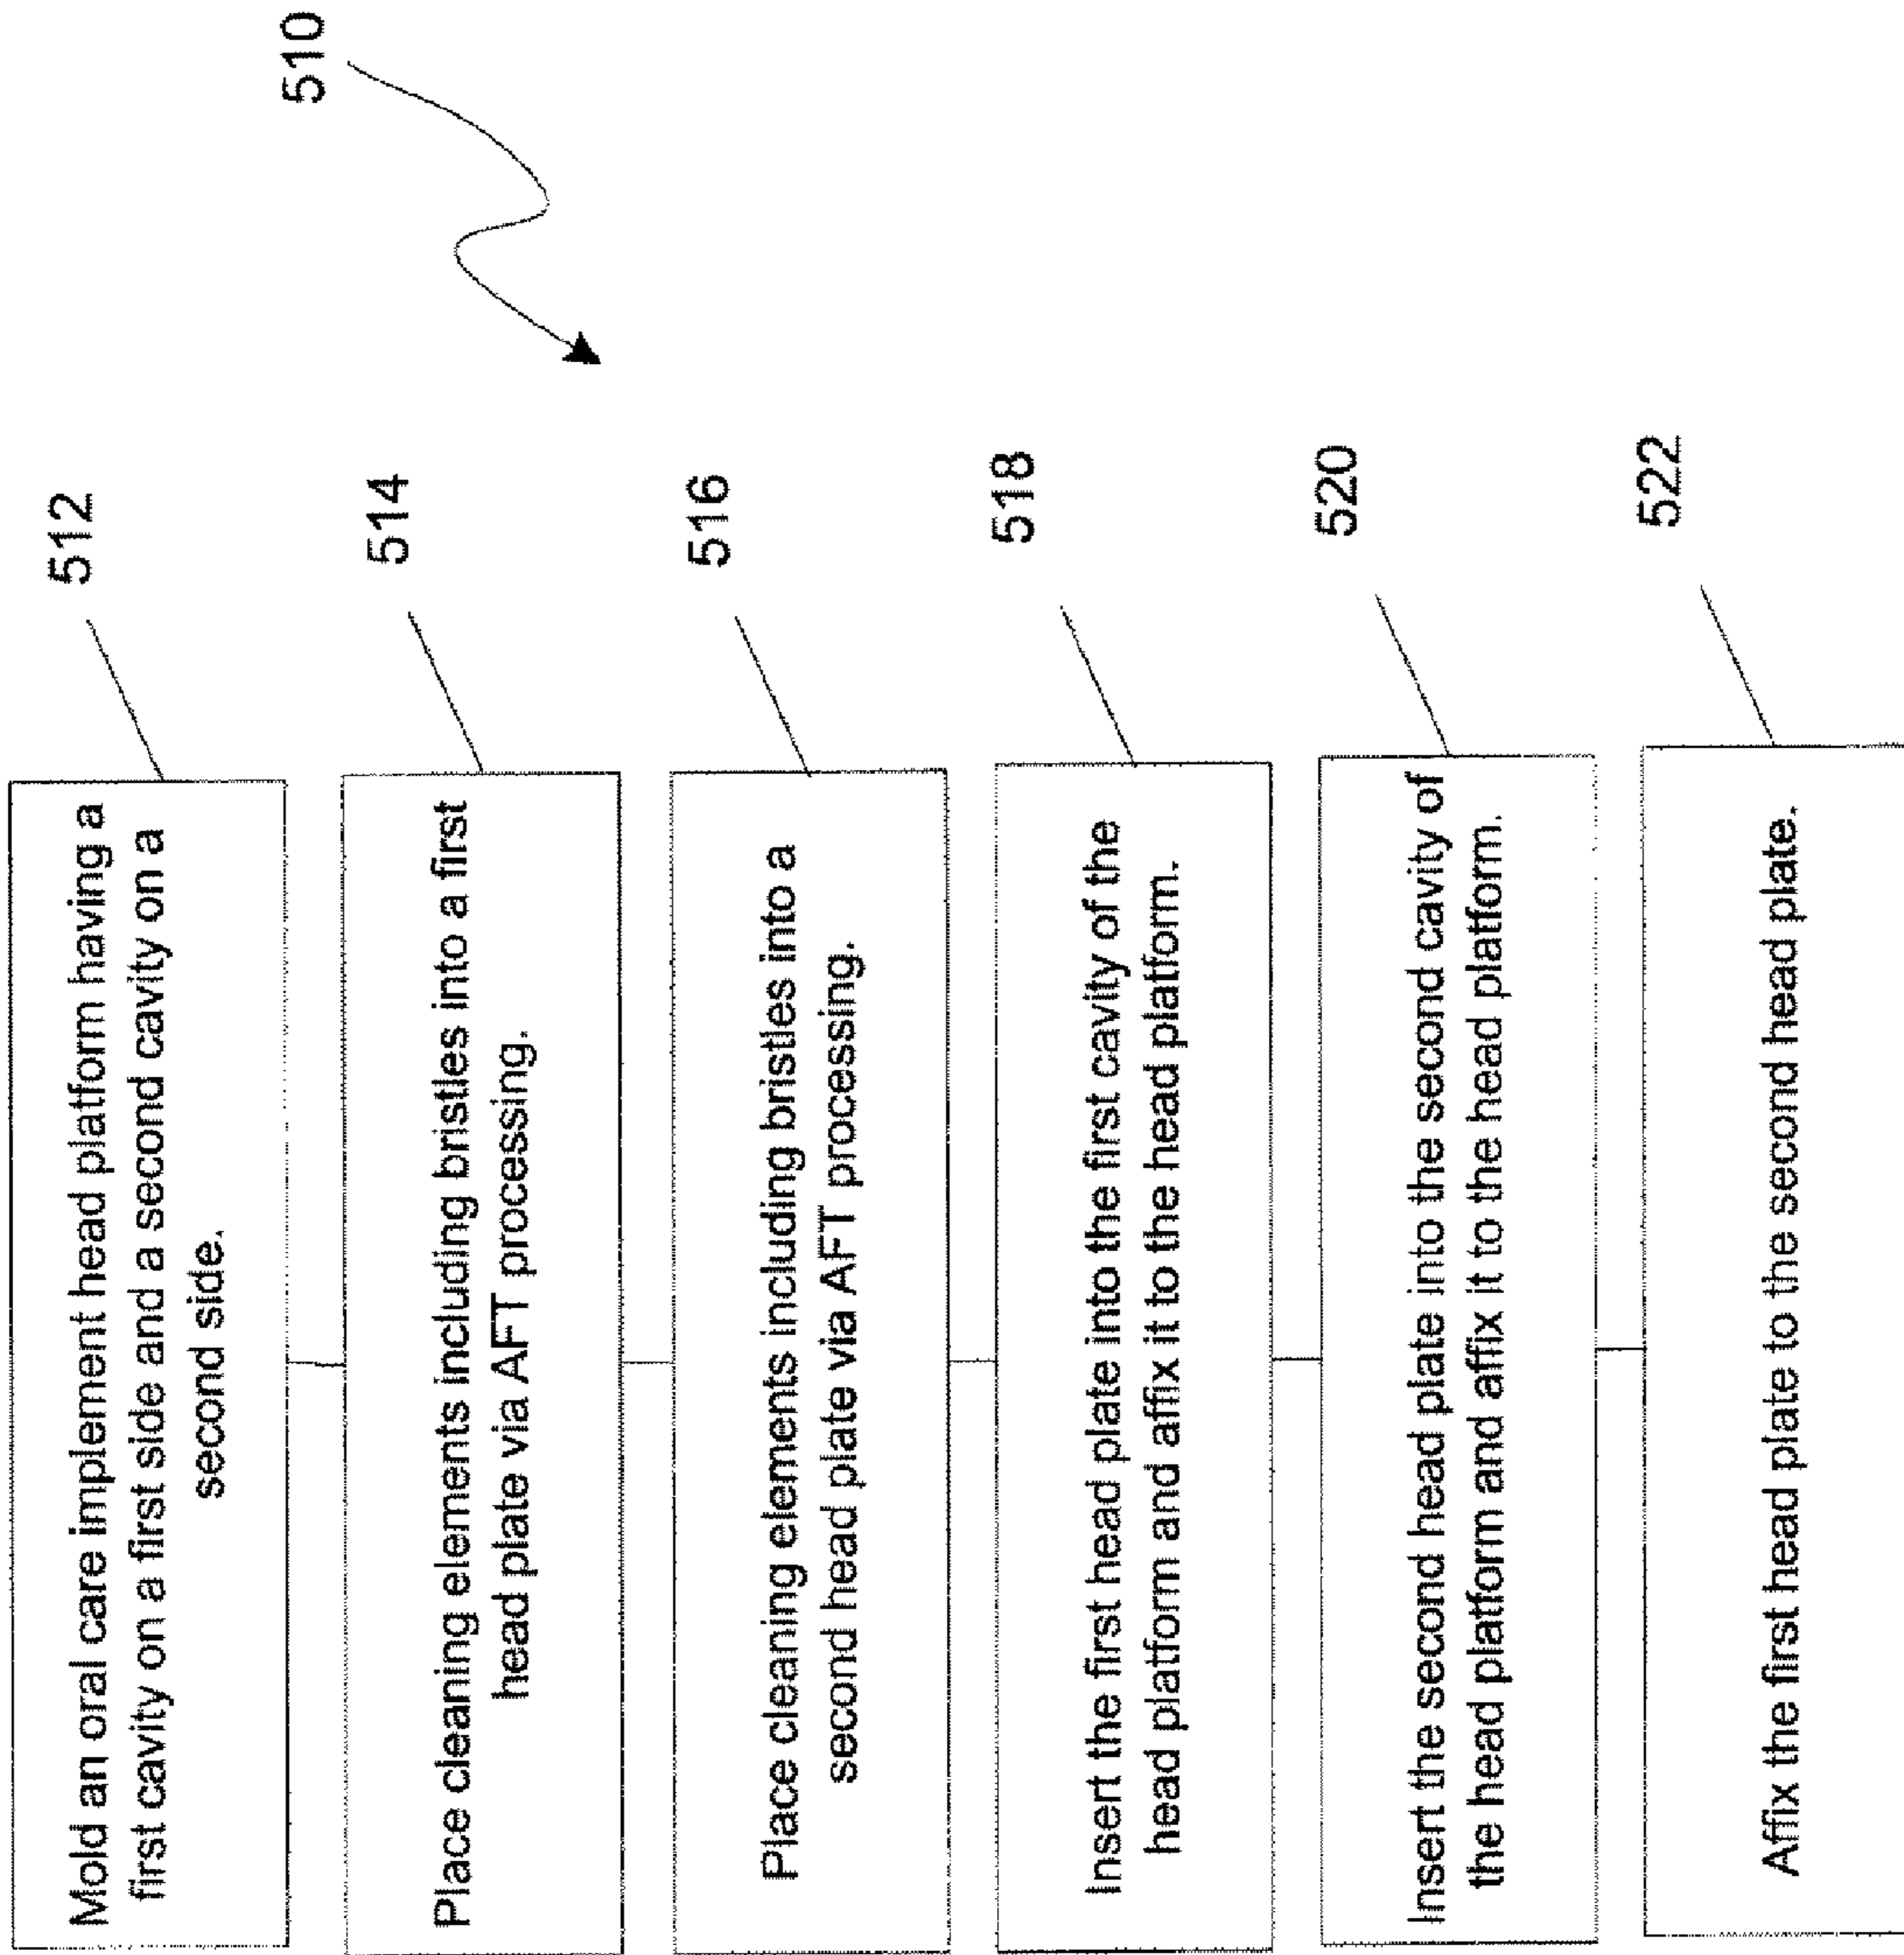 510
512
Mold an oral care implement head platform having a
first cavity on a first side and a second cavity on a
second side.
514
Place cleaning elements including bristles into a first
head plate via AFT processing.
516
Place cleaning elements including bristles into a
second head plate via AFT processing.
518
Insert the first head plate into the first cavity of the
head platform and affix it to the head platform.
520
Insert the second head plate into the second cavity of
the head platform and affix it to the head platform.
522
Affix the first head plate to the second head plate.